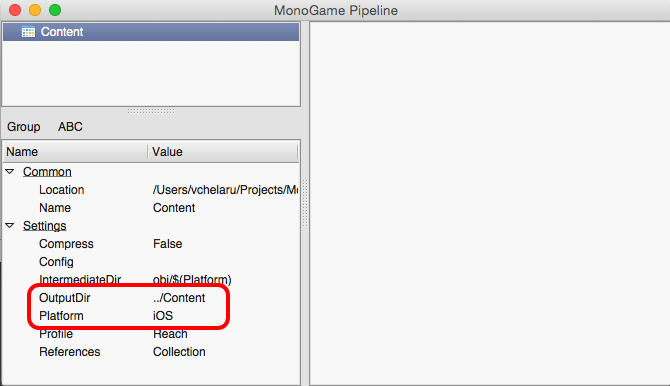 MonoGame Pipeline
Content
Group ABC
Name Value
Common
Location /Users/vchelaru/Projects/Mo
Name Content
Settings
Compress False
Config
IntermediateDir obj/$(Platform)
OutputDir ../Content
Platform iOS
Profile Reach
References Collection